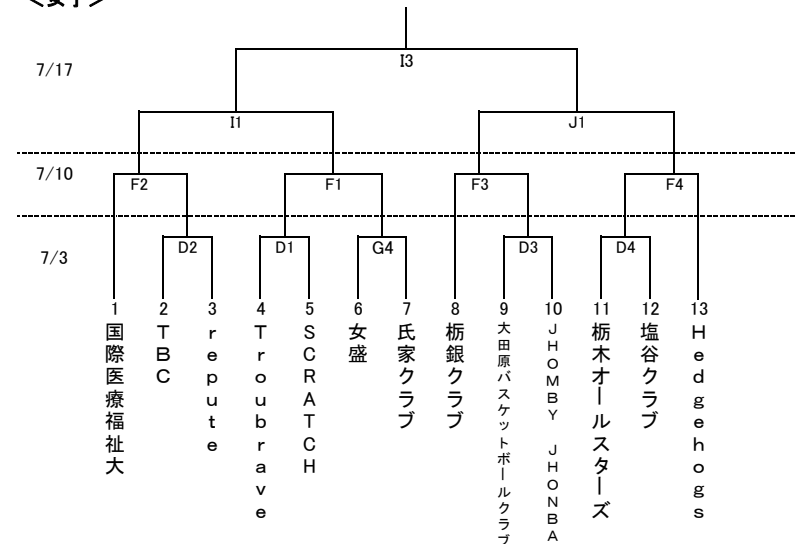 ＜女子＞
I3
7/17
I1
J1
7/10
F2
F1
F3
F4
7/3
D2
D1
G4
D3
D4
1
2
3
4
5
6
7
8
9
10
11
12
13
国際医療福祉大
TBC
repute
Troubrave
SCRATCH
女盛
氏家クラブ
栃銀クラブ
大田原バスケットボールクラブ
JHOMBY JHONBA
栃木オールスターズ
塩谷クラブ
Hedgehogs